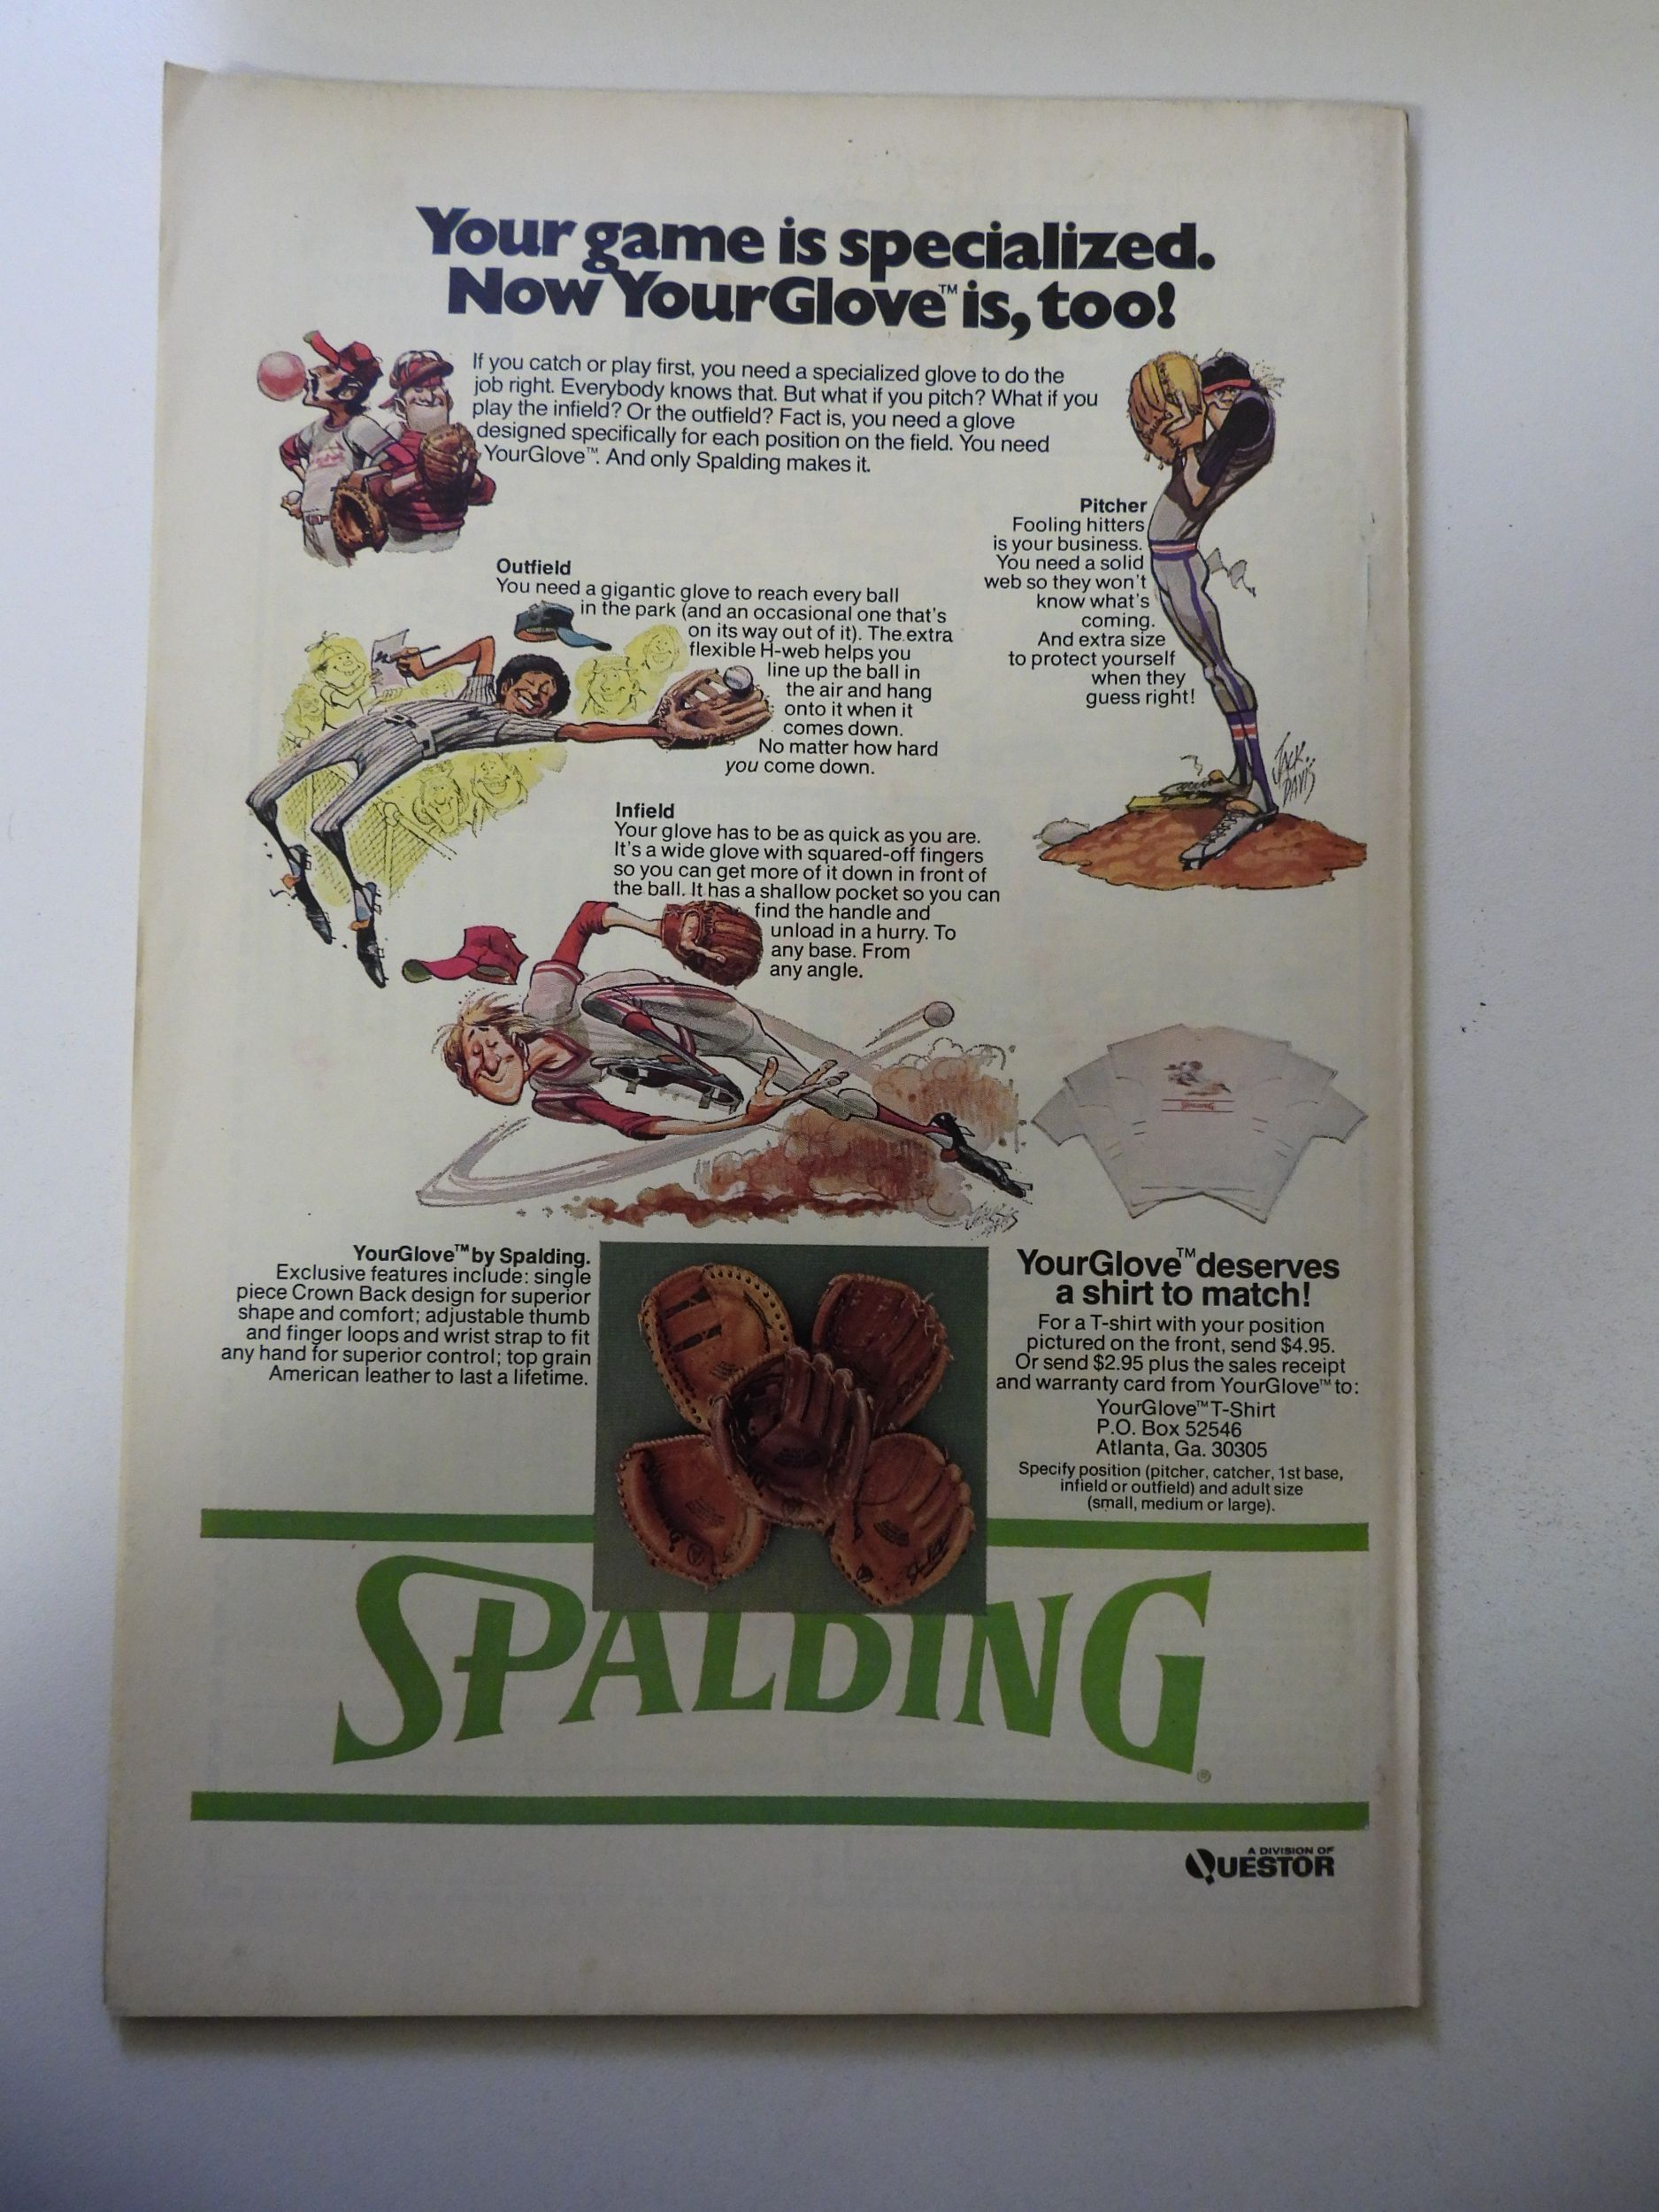 Your game is specialized.
Now YourGlove™ is, too!
If you catch or play first, you need a specialized glove to do the
job right. Everybody knows that. But what if you pitch? What if you
play the infield? Or the outfield? Fact is, you need a glove
designed specifically for each position on the field. You need
YourGlove™. And only Spalding makes it.
Pitcher
Fooling hitters
is your business.
You need a solid
web so they won't
know what's
coming.
And extra size
to protect yourself
when they
guess right!
JACK
DAVIS
Outfield
You need a gigantic glove to reach every ball
in the park (and an occasional one that's
on its way out of it). The extra
flexible H-web helps you
line up the ball in
the air and hang
onto it when it
comes down.
No matter how hard
you come down.
Infield
Your glove has to be as quick as you are.
It's a wide glove with squared-off fingers
so you can get more of it down in front of
the ball. It has a shallow pocket so you can
find the handle and
unload in a hurry. To
any base. From
any angle.
SPALDING
YourGlove™ by Spalding.
Exclusive features include: single
piece Crown Back design for superior
shape and comfort; adjustable thumb
and finger loops and wrist strap to fit
any hand for superior control; top grain
American leather to last a lifetime.
YourGlove™ deserves
a shirt to match!
For a T-shirt with your position
pictured on the front, send $4.95.
Or send $2.95 plus the sales receipt
and warranty card from YourGlove™ to:
YourGlove™ T-Shirt
P.O. Box 52546
Atlanta, Ga. 30305
Specify position (pitcher, catcher, 1st base,
infield or outfield) and adult size
(small, medium or large).
SPALDING®
A DIVISION OF
QUESTOR